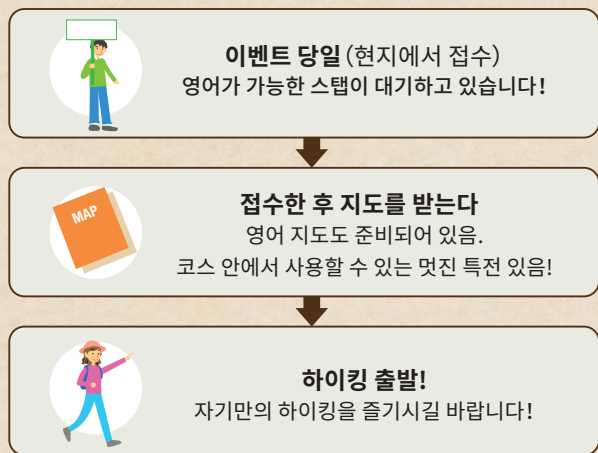 이벤트 당일 (현지에서 접수)
영어가 가능한 스탭이 대기하고 있습니다!
MAP
접수한 후 지도를 받는다
영어 지도도 준비되어 있음.
코스 안에서 사용할 수 있는 멋진 특전 있음!
하이킹 출발!
자기만의 하이킹을 즐기시길 바랍니다!